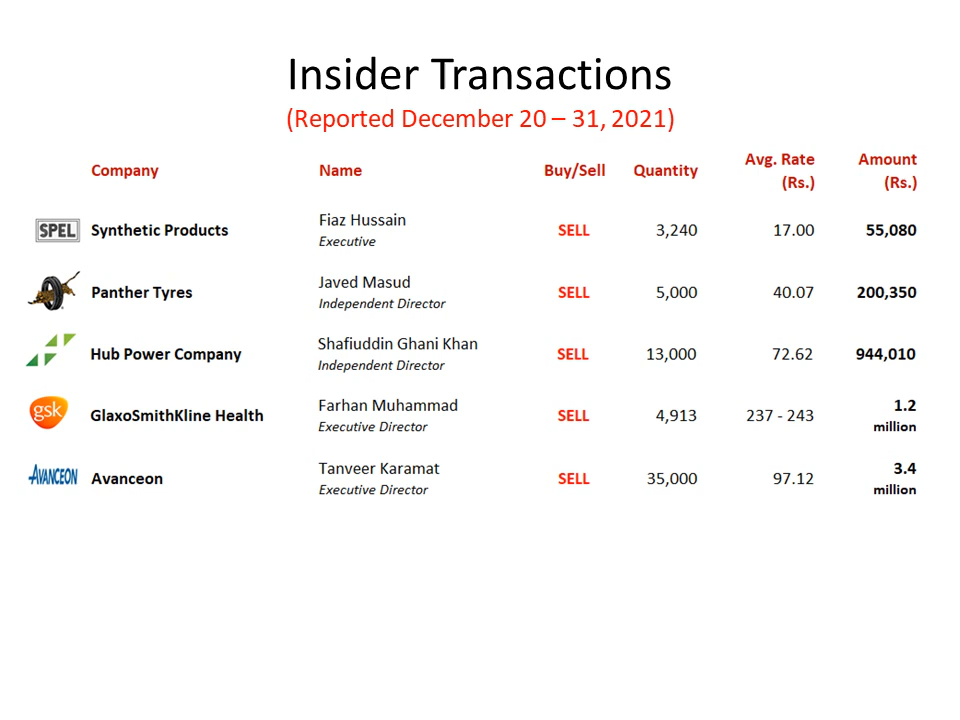 Insider Transactions
(Reported December 20 – 31, 2021)
Company Name Buy/Sell Quantity Avg. Rate (Rs.) Amount (Rs.)
SPEL Synthetic Products Fiaz Hussain SELL 3,240 17.00 55,080
Executive
Panther Tyres Javed Masud SELL 5,000 40.07 200,350
Independent Director
Hub Power Company Shafiuddin Ghani Khan SELL 13,000 72.62 944,010
Independent Director
gsk GlaxoSmithKline Health Farhan Muhammad SELL 4,913 237 - 243 1.2
Executive Director million
AVANCEON Avanceon Tanveer Karamat SELL 35,000 97.12 3.4
Executive Director million